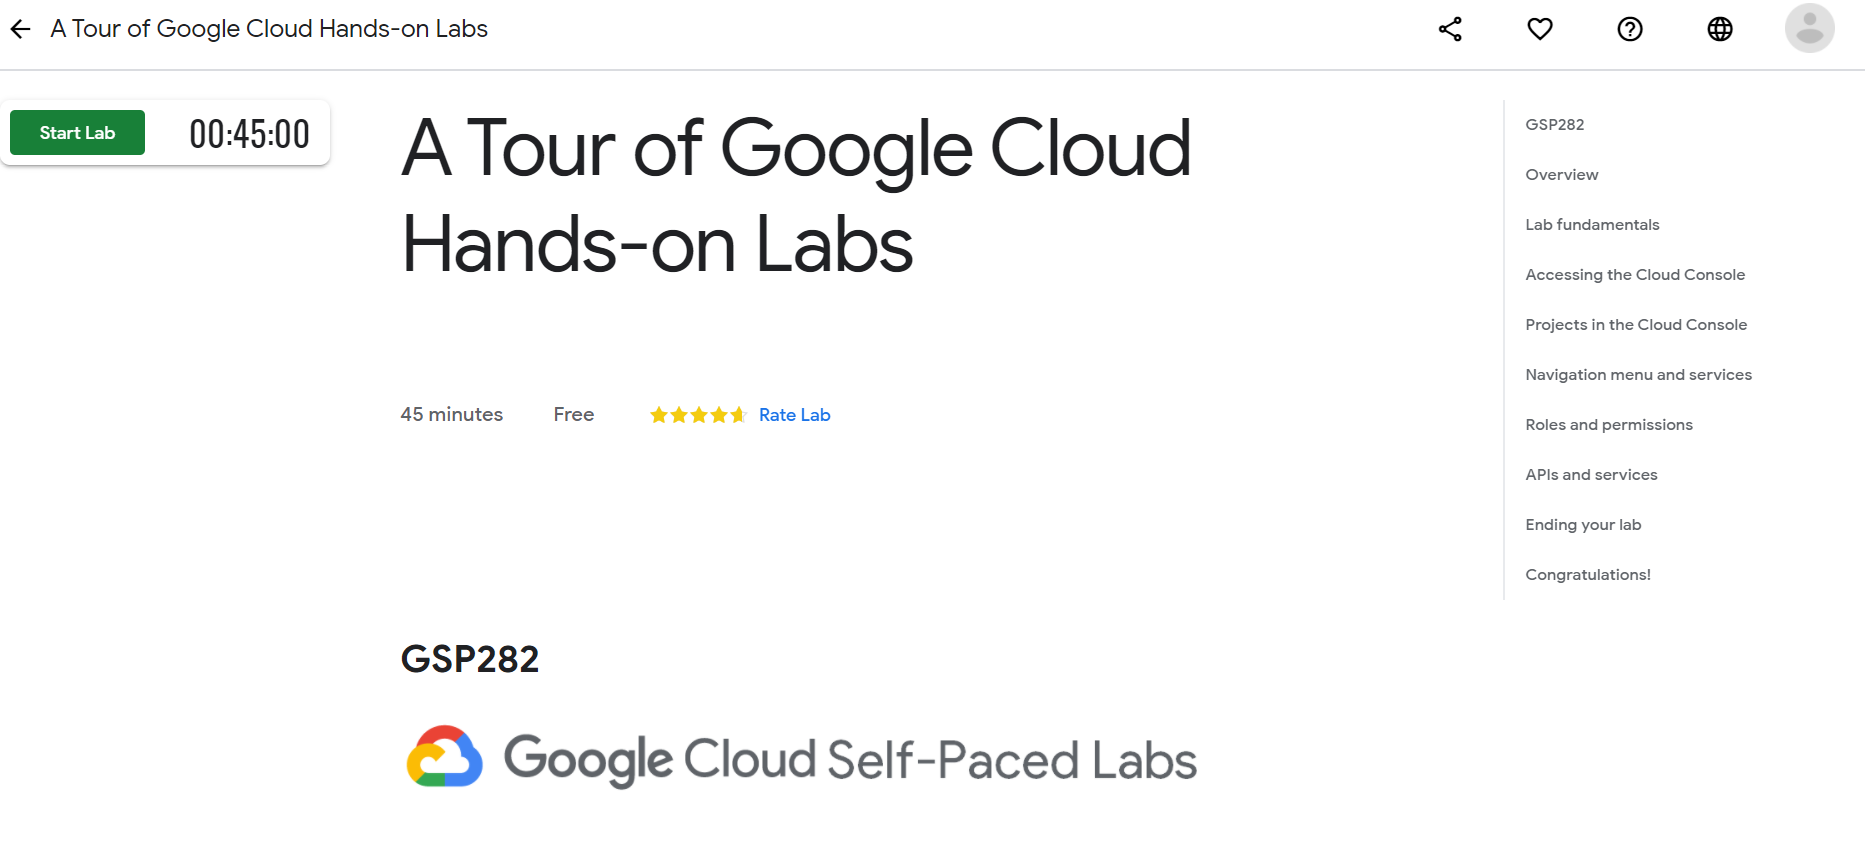 A Tour of Google Cloud Hands-on Labs
Start Lab
00:45:00
A Tour of Google Cloud
Hands-on Labs
45 minutes
Free
Rate Lab
GSP282
Google Cloud Self-Paced Labs
GSP282
Overview
Lab fundamentals
Accessing the Cloud Console
Projects in the Cloud Console
Navigation menu and services
Roles and permissions
APIs and services
Ending your lab
Congratulations!